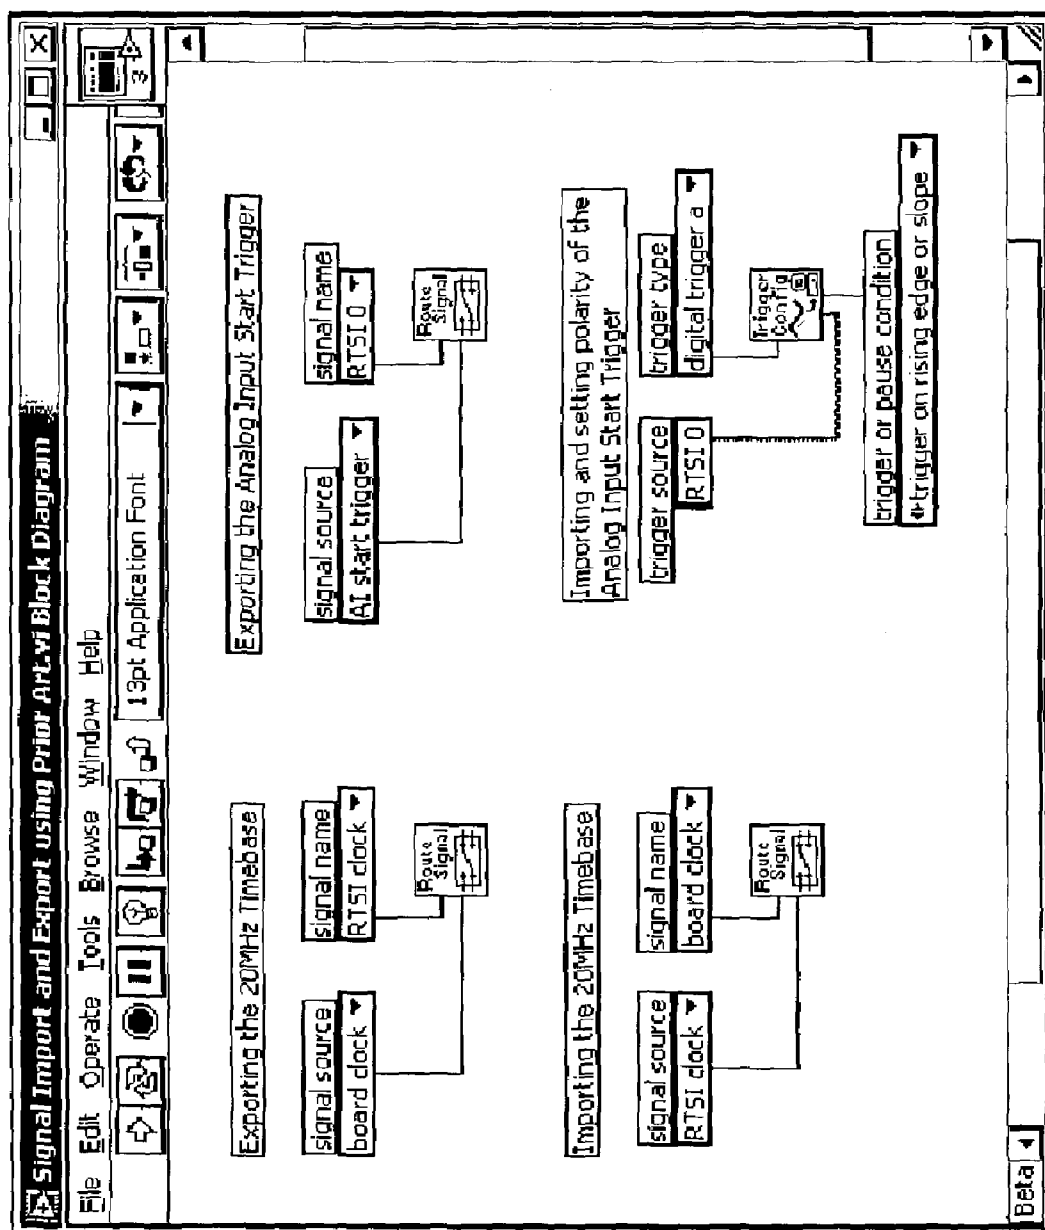 Signal Import and Export using Prior Art.vi Block Diagram
File Edit Operate Tools Browse Window Help
13pt Application Font
3
Exporting the 20MHz Timebase
signal source
board clock
signal name
RTSI clock
Route
Signal
Exporting the Analog Input Start Trigger
signal source
AI start trigger
signal name
RTSI 0
Route
Signal
Importing the 20MHz Timebase
signal source
RTSI clock
signal name
board clock
Route
Signal
Importing and setting polarity of the
Analog Input Start Trigger
trigger source
RTSI 0
trigger type
digital trigger a
Trigger
Config
trigger or pause condition
trigger on rising edge or slope
Beta